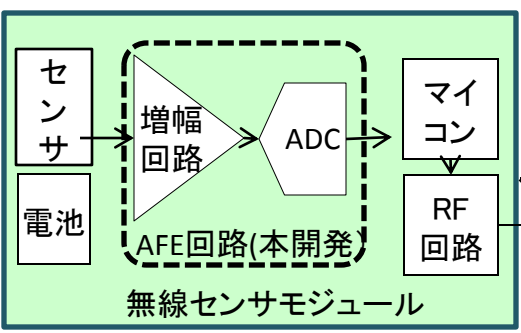 センサ
電池
増幅
回路
ADC
AFE回路(本開発)
マイ
コン
RF
回路
無線センサモジュール